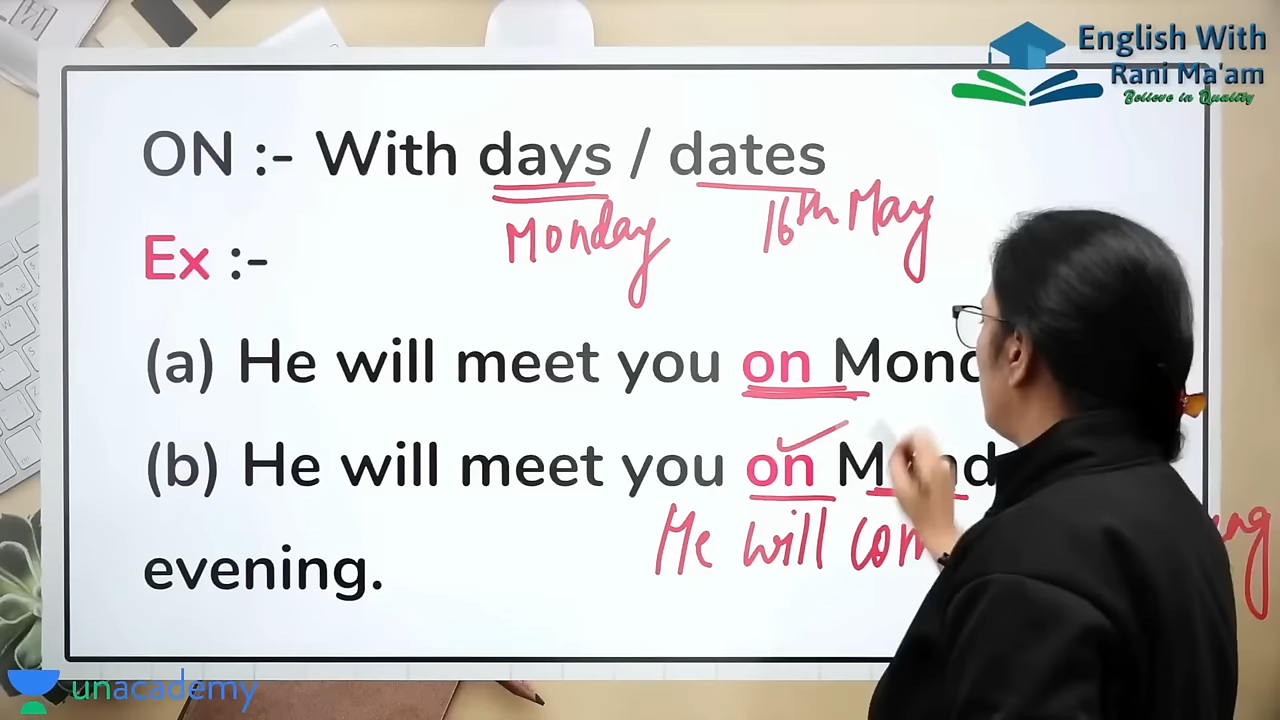 English With
Rani Ma'am
Believe in Quality
ON :- With days / dates
Monday 16th May
Ex :-
(a) He will meet you on Mond
(b) He will meet you on Mond
He will com
evening.
unacademy